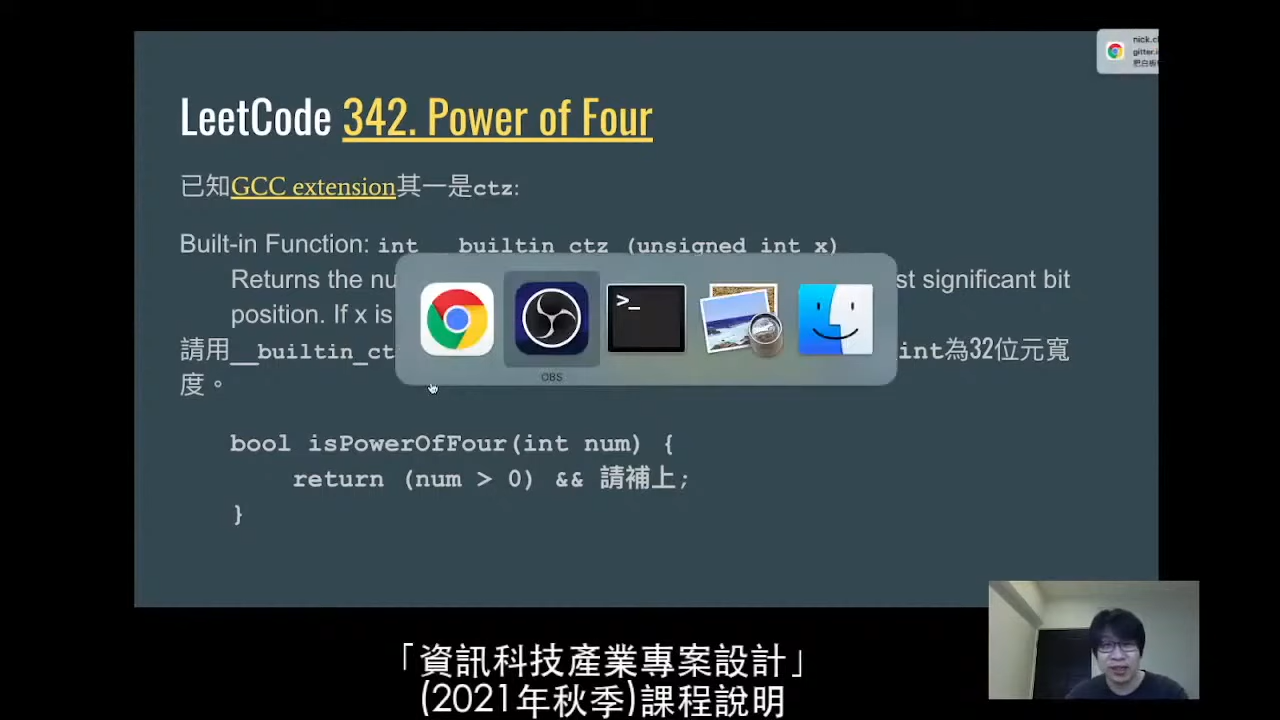 nick.c
gitter.i
LeetCode 342. Power of Four
已知GCC extension其一是ctz:
Built-in Function: int __builtin_ctz (unsigned int x)
Returns the nu st significant bit
position. If x is
請用__builtin_ct int為32位元寬
度。
OBS
bool isPowerOfFour(int num) {
return (num > 0) && 請補上;
}
「資訊科技產業專案設計」
(2021年秋季)課程說明